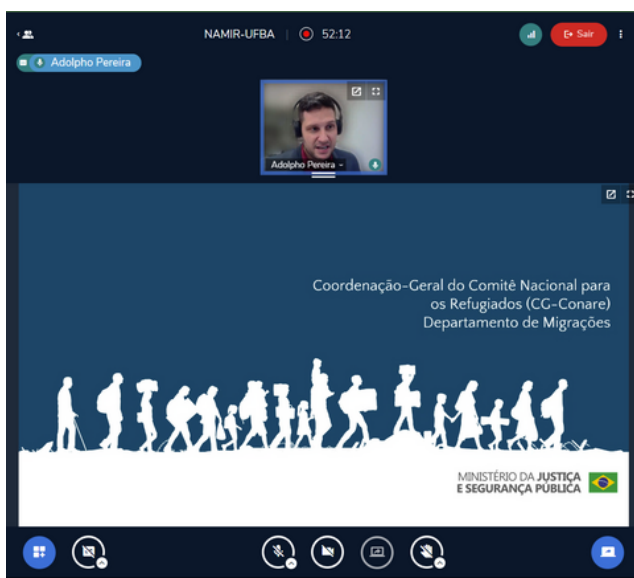 NAMIR-UFBA | 52:12
Sair
Adolpho Pereira
Adolpho Pereira -
Coordenação-Geral do Comitê Nacional para
os Refugiados (CG-Conare)
Departamento de Migrações
MINISTÉRIO DA JUSTIÇA
E SEGURANÇA PÚBLICA